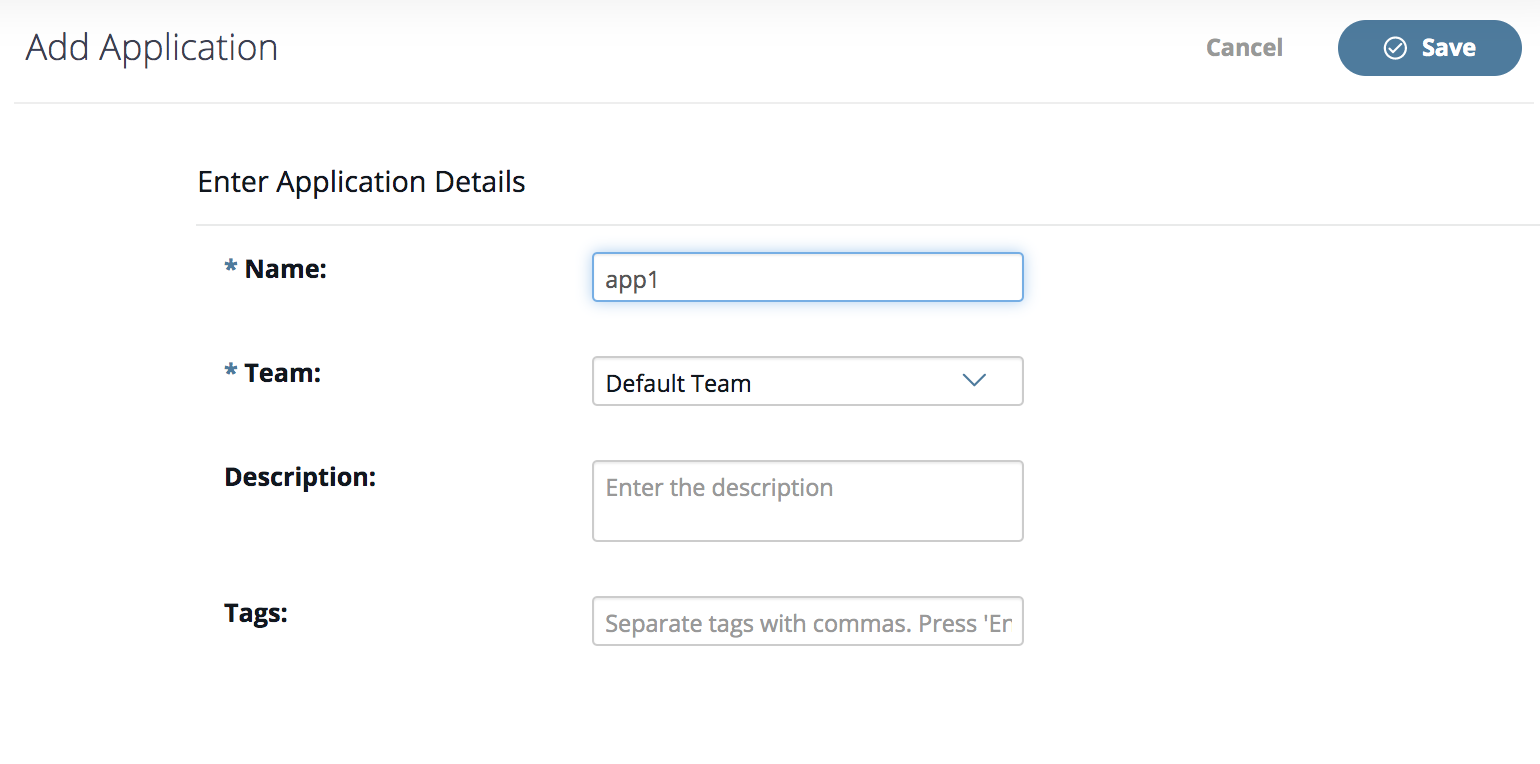 Add Application
Cancel
Save
Enter Application Details
* Name:
app1
* Team:
Default Team
Description:
Enter the description
Tags:
Separate tags with commas. Press 'En